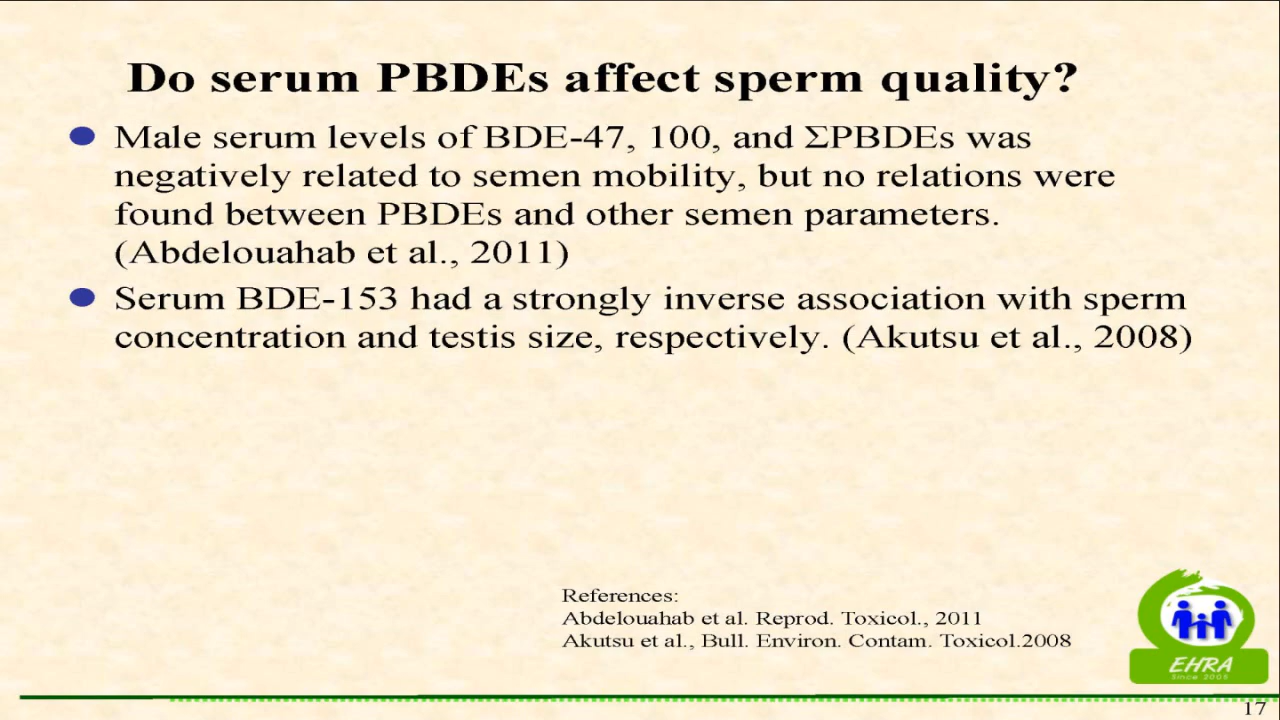 Do serum PBDEs affect sperm quality?
Male serum levels of BDE-47, 100, and ΣPBDEs was
negatively related to semen mobility, but no relations were
found between PBDEs and other semen parameters.
(Abdelouahab et al., 2011)
Serum BDE-153 had a strongly inverse association with sperm
concentration and testis size, respectively. (Akutsu et al., 2008)
References:
Abdelouahab et al. Reprod. Toxicol., 2011
Akutsu et al., Bull. Environ. Contam. Toxicol.2008
EHRA
Since 2005
17